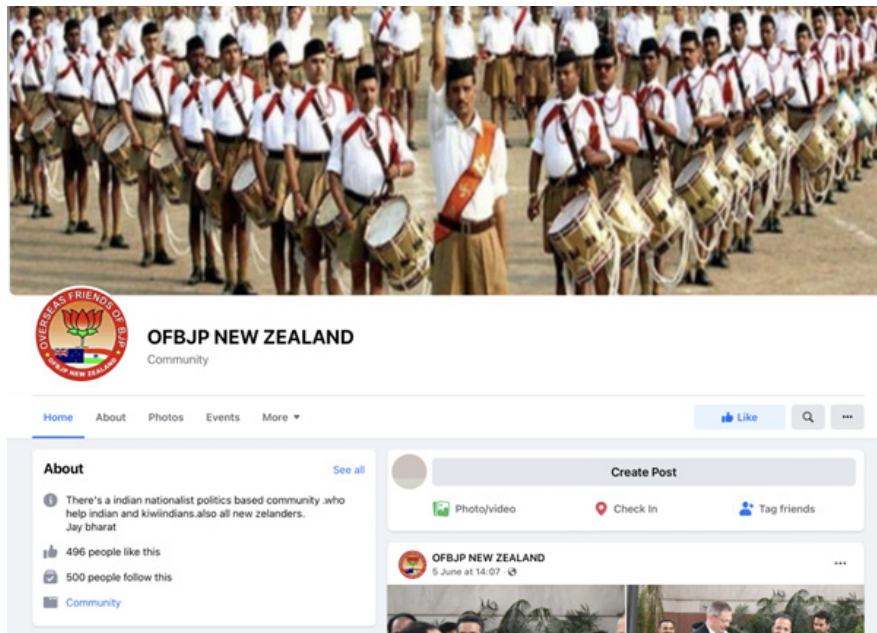 OVERSEAS FRIENDS OF BJP
OFBJP NEW ZEALAND
OFBJP NEW ZEALAND
Community
Home About Photos Events More
Like
About
See all
There's a indian nationalist politics based community .who
help indian and kiwiindians.also all new zelanders.
Jay bharat
496 people like this
500 people follow this
Community
Create Post
Photo/video Check In Tag friends
OFBJP NEW ZEALAND
5 June at 14:07